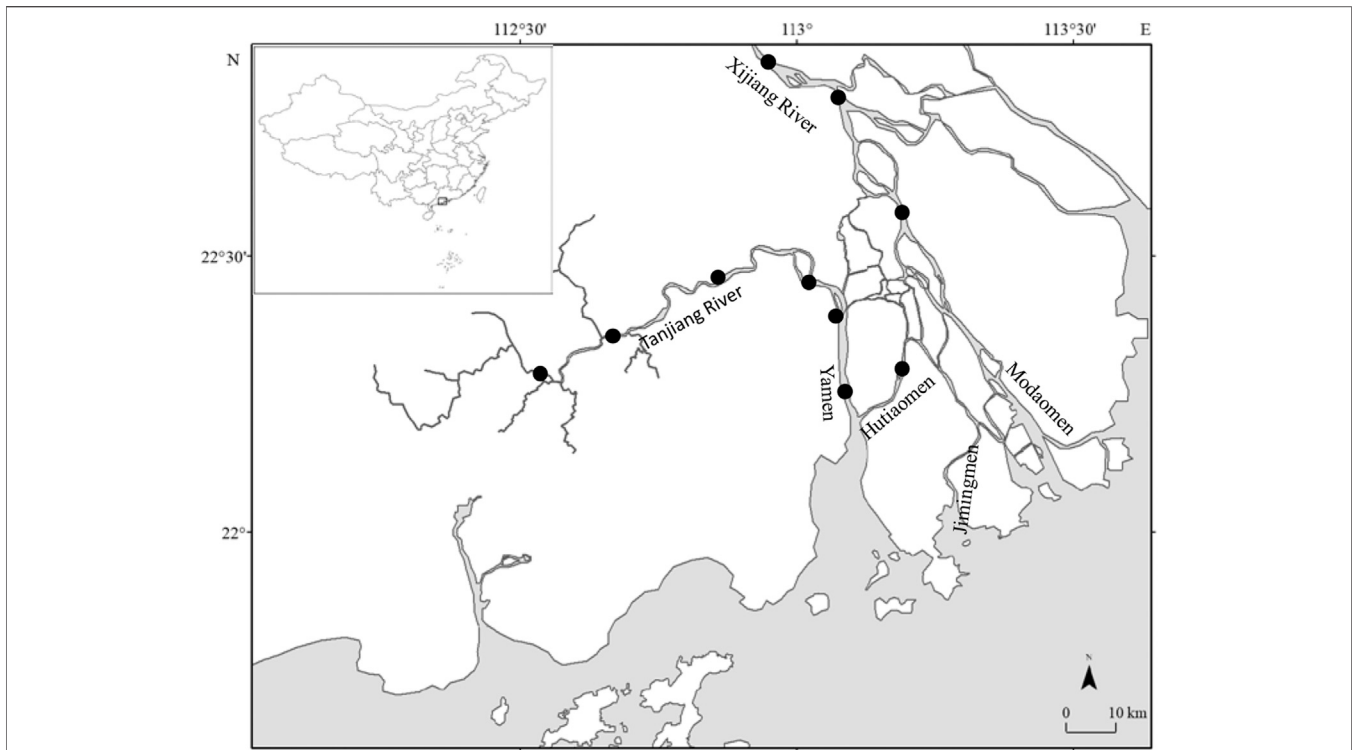 112°30' 113° 113°30' E
N
Xijiang River
22°30'
Tanjiang River
Yamen
Hutiaomen
Modaomen
Jimingmen
22°
N
0 10 km